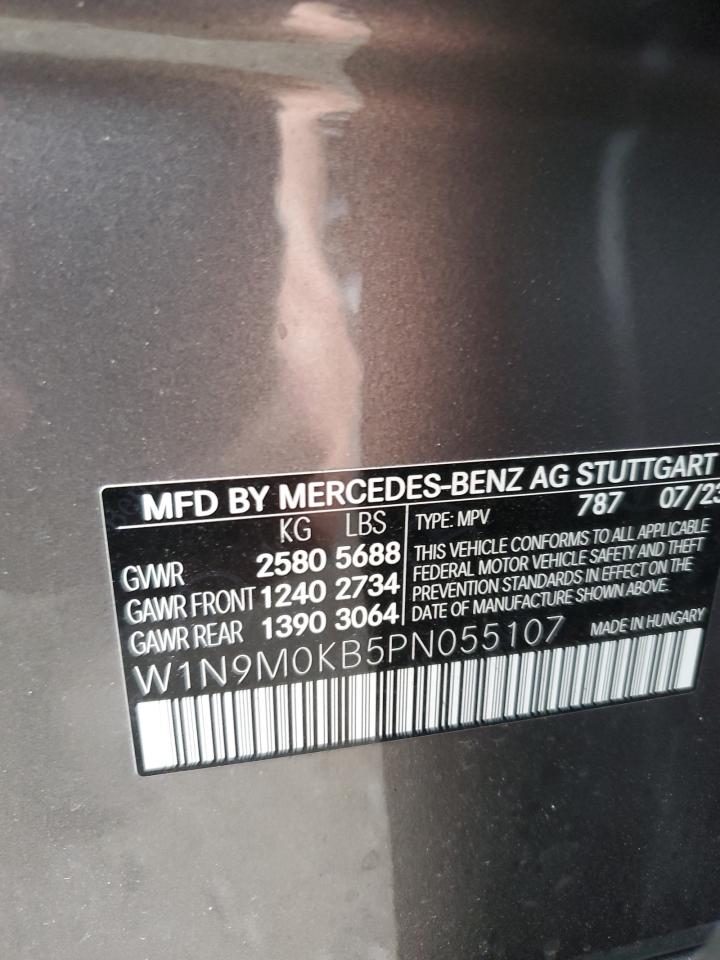 MFD BY MERCEDES-BENZ AG STUTTGART
KG LBS
GVWR 2580 5688
GAWR FRONT 1240 2734
GAWR REAR 1390 3064
TYPE: MPV 787 07/23
THIS VEHICLE CONFORMS TO ALL APPLICABLE
FEDERAL MOTOR VEHICLE SAFETY AND THEFT
PREVENTION STANDARDS IN EFFECT ON THE
DATE OF MANUFACTURE SHOWN ABOVE.
W1N9M0KB5PN055107 MADE IN HUNGARY